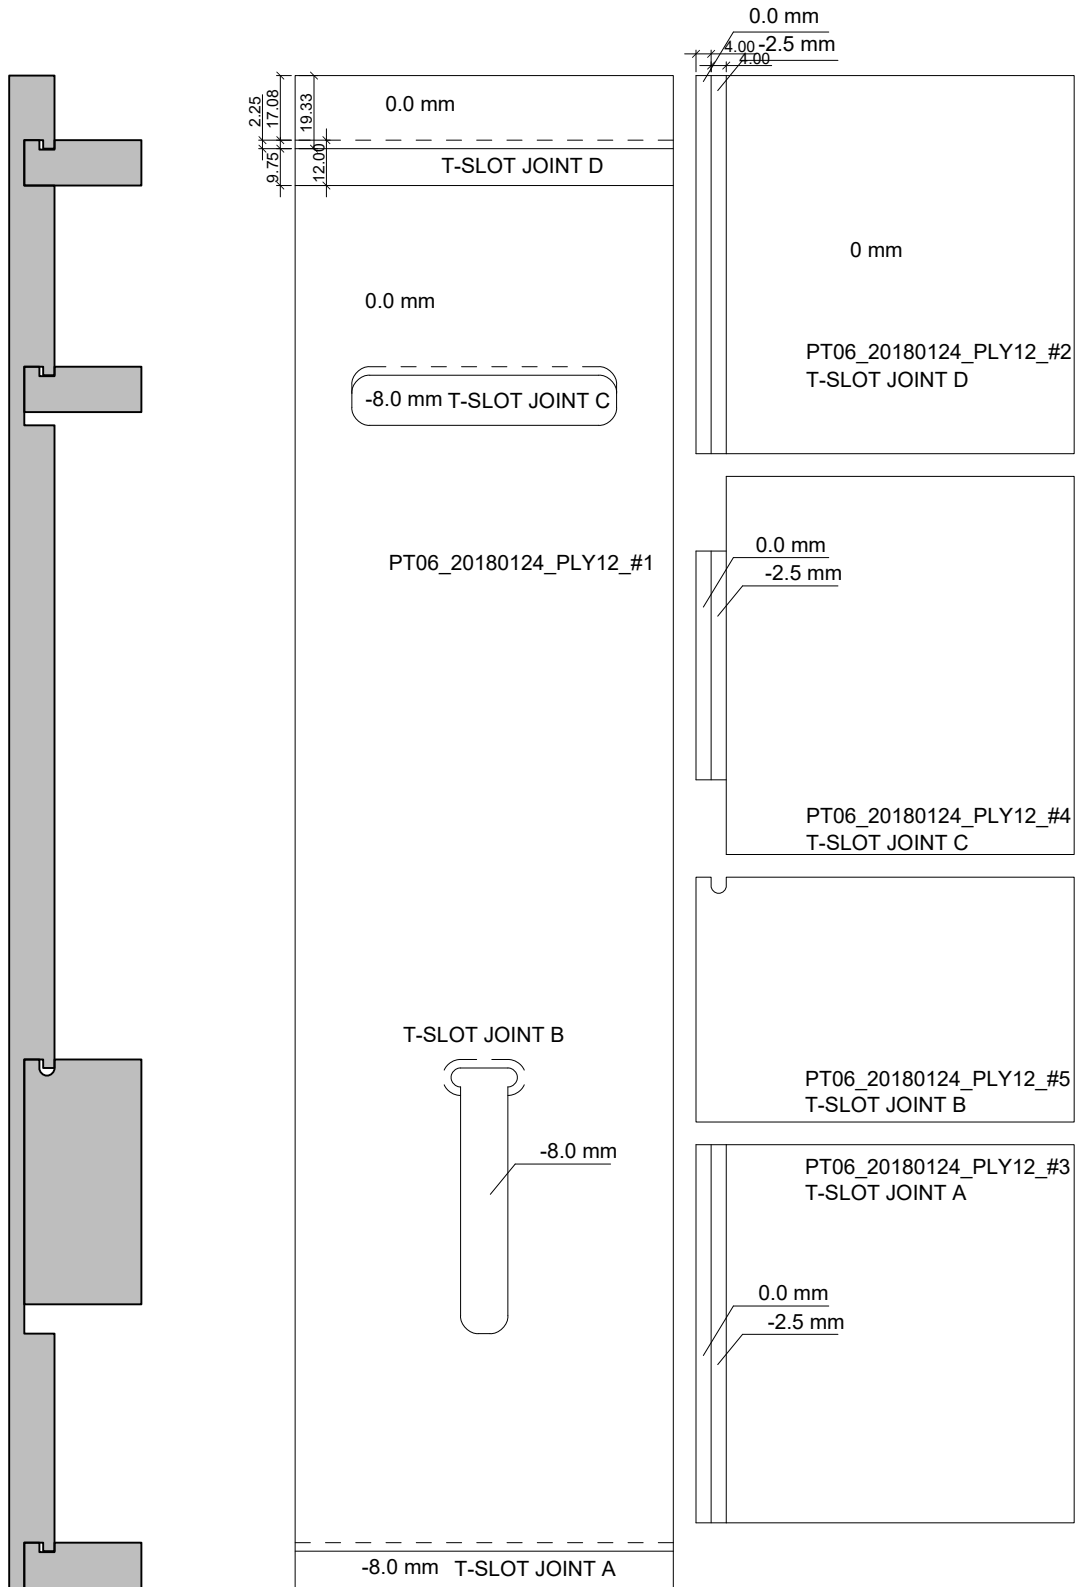 0.0 mm
4.00
-2.5 mm
4.00
2.25
17.08
19.33
0.0 mm
9.75
12.00
T-SLOT JOINT D
0 mm
0.0 mm
PT06_20180124_PLY12_#2
T-SLOT JOINT D
-8.0 mm T-SLOT JOINT C
PT06_20180124_PLY12_#1
0.0 mm
-2.5 mm
PT06_20180124_PLY12_#4
T-SLOT JOINT C
T-SLOT JOINT B
PT06_20180124_PLY12_#5
T-SLOT JOINT B
-8.0 mm
PT06_20180124_PLY12_#3
T-SLOT JOINT A
0.0 mm
-2.5 mm
-8.0 mm T-SLOT JOINT A